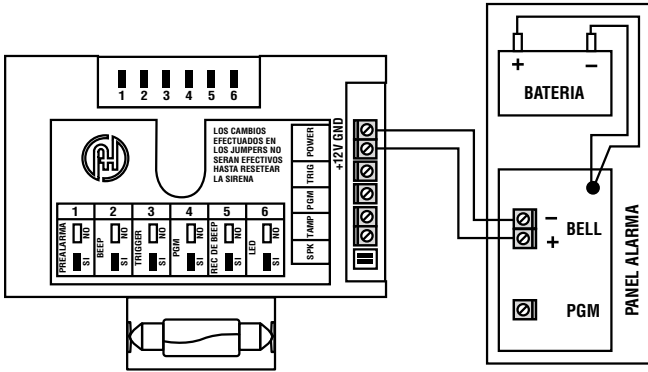 1 2 3 4 5 6
LOS CAMBIOS
EFECTUADOS EN
LOS JUMPERS NO
SERAN EFECTIVOS
HASTA RESETEAR
LA SIRENA
POWER
TRIG
PGM
TAMP
SPK
+12V GND
1 2 3 4 5 6
PREALARMA NO SI
BEEP NO SI
TRIGGER NO SI
PGM NO SI
REC DE BEEP NO SI
LED NO SI
+ −
BATERIA
− BELL
+
PGM
PANEL ALARMA